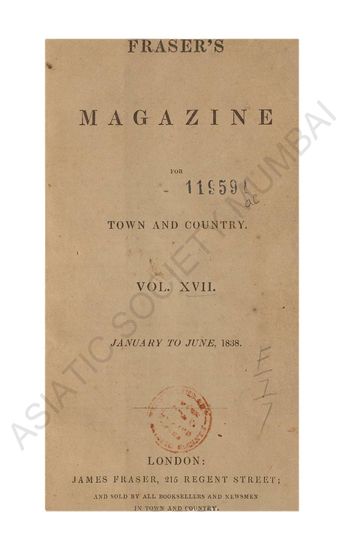 FRASER'S
MAGAZINE
FOR
119591
TOWN AND COUNTRY.
VOL. XVII.
JANUARY TO JUNE, 1838.
LONDON:
JAMES FRASER, 215 REGENT STREET;
AND SOLD BY ALL BOOKSELLERS AND NEWSMEN
IN TOWN AND COUNTRY.
ASIATIC SOCIETY MUMBAI